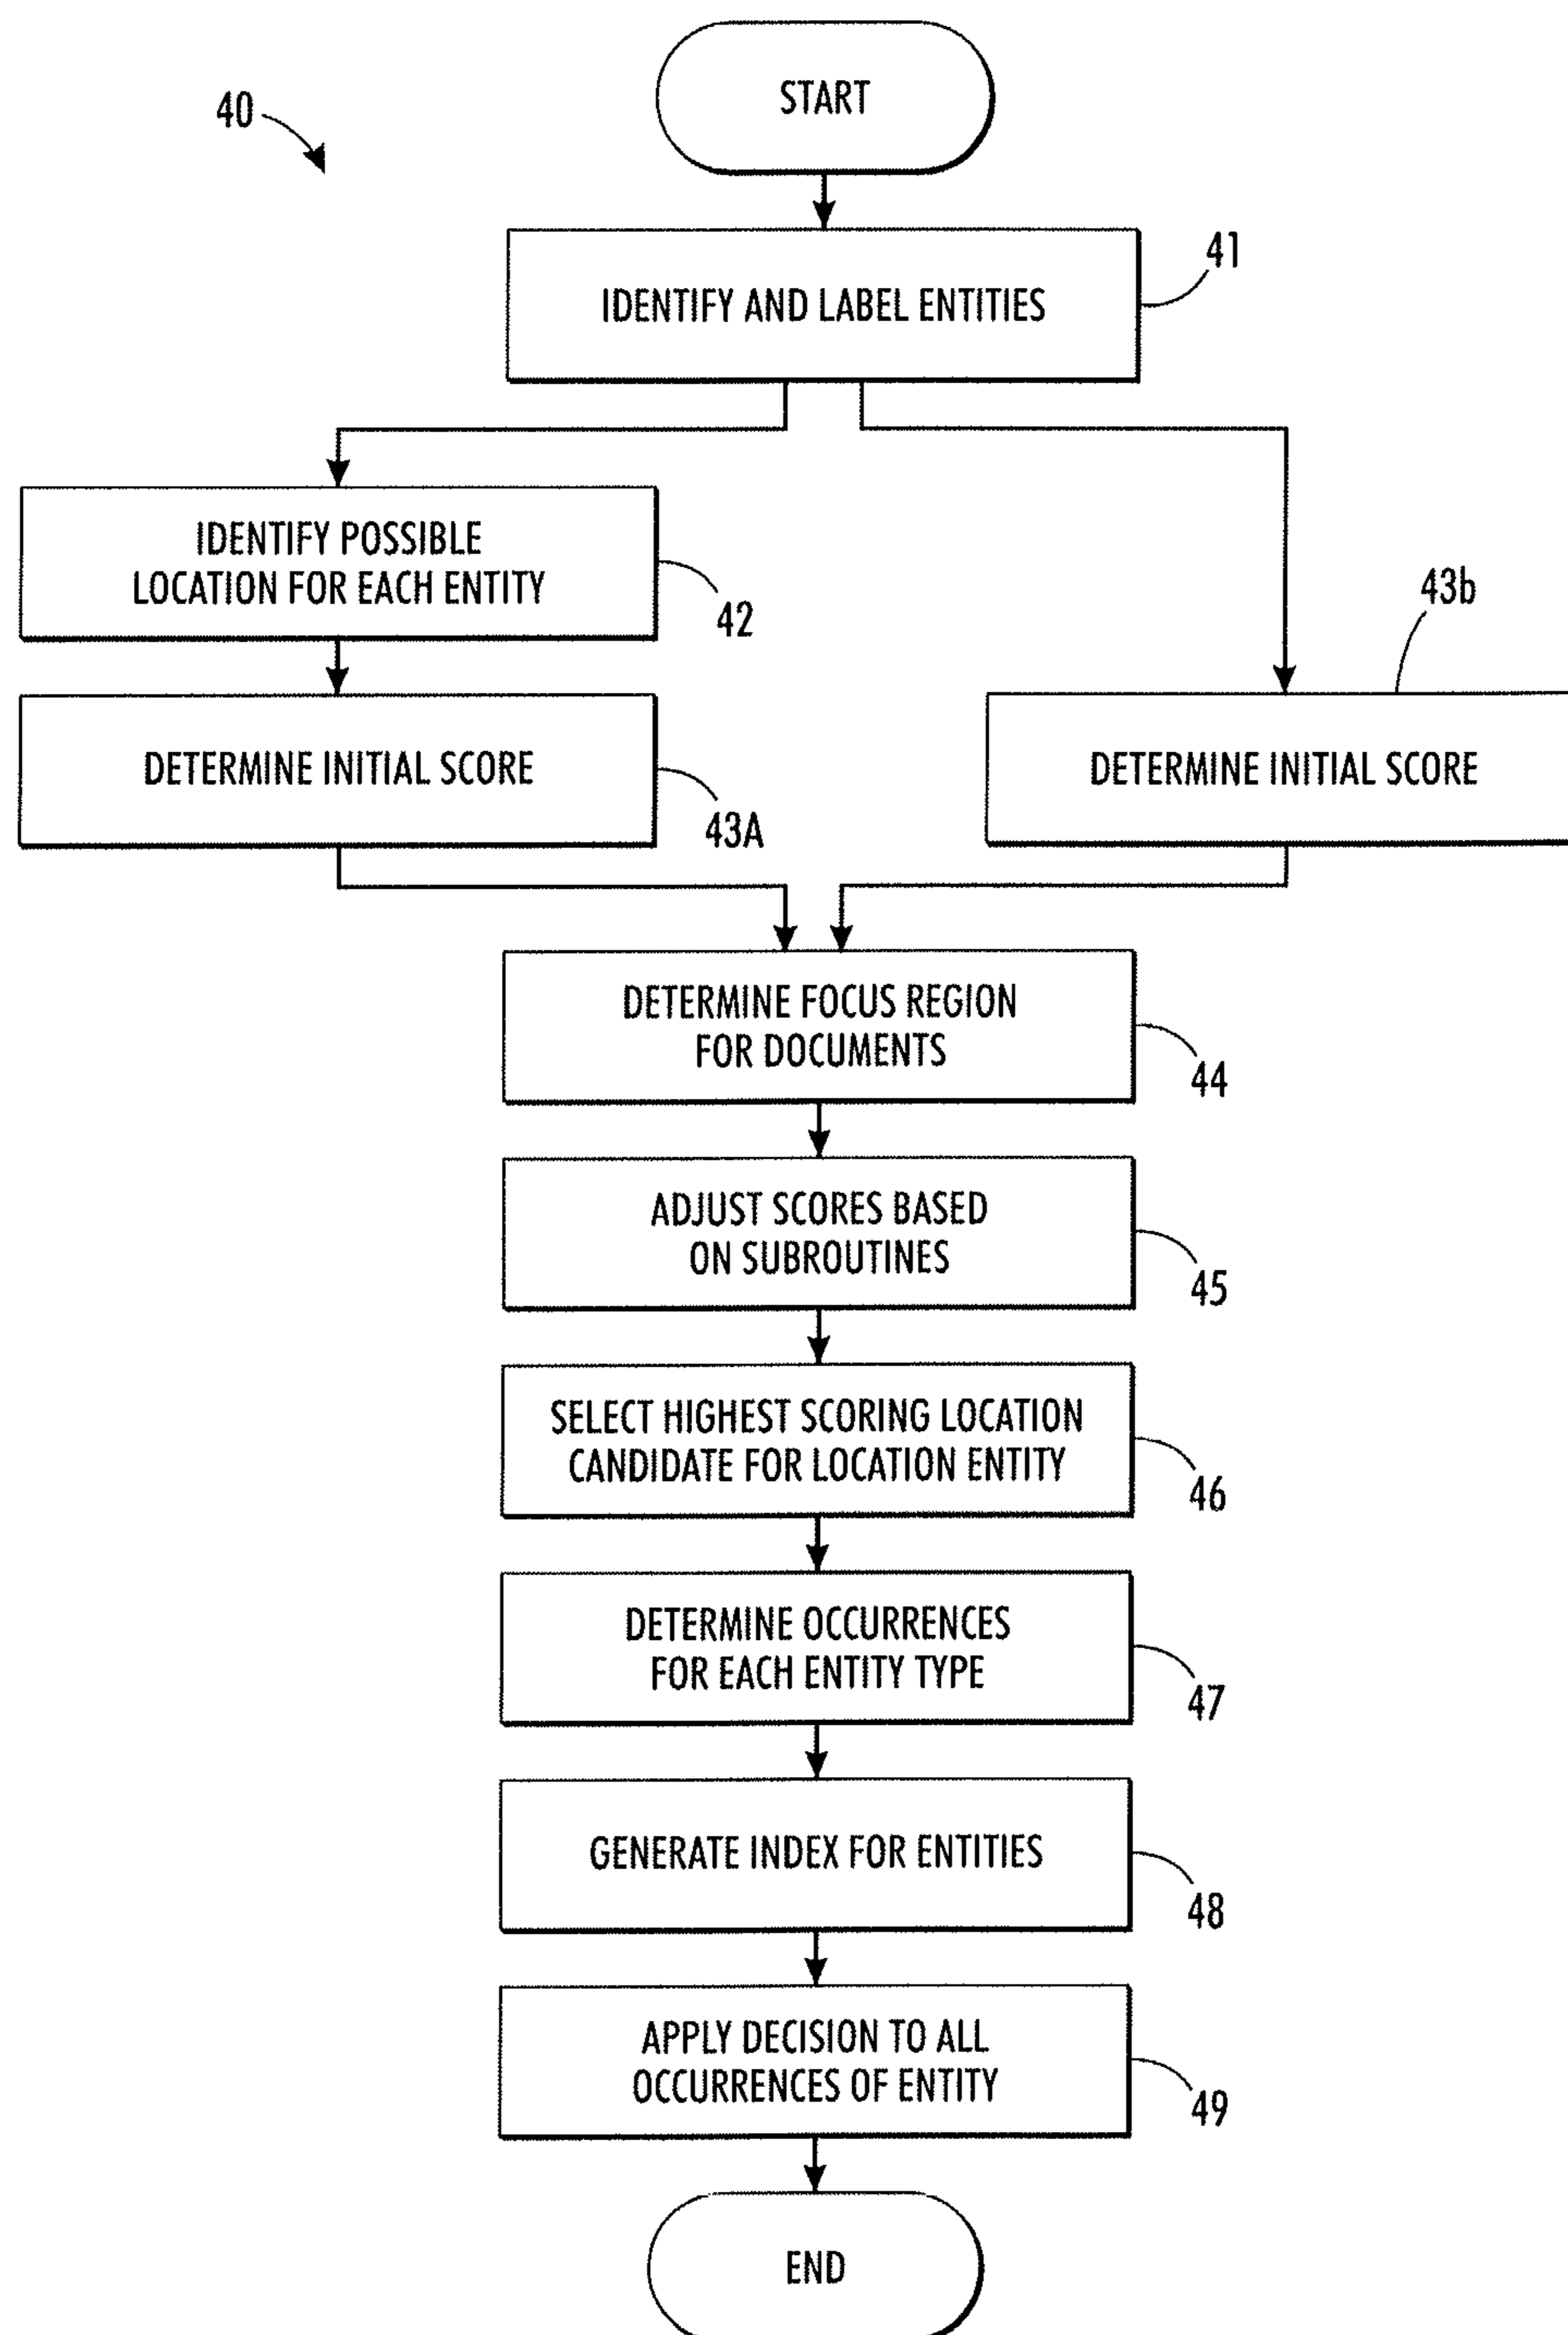 40
START
IDENTIFY AND LABEL ENTITIES
41
IDENTIFY POSSIBLE
LOCATION FOR EACH ENTITY
42
43b
DETERMINE INITIAL SCORE
43A
DETERMINE INITIAL SCORE
DETERMINE FOCUS REGION
FOR DOCUMENTS
44
ADJUST SCORES BASED
ON SUBROUTINES
45
SELECT HIGHEST SCORING LOCATION
CANDIDATE FOR LOCATION ENTITY
46
DETERMINE OCCURRENCES
FOR EACH ENTITY TYPE
47
GENERATE INDEX FOR ENTITIES
48
APPLY DECISION TO ALL
OCCURRENCES OF ENTITY
49
END